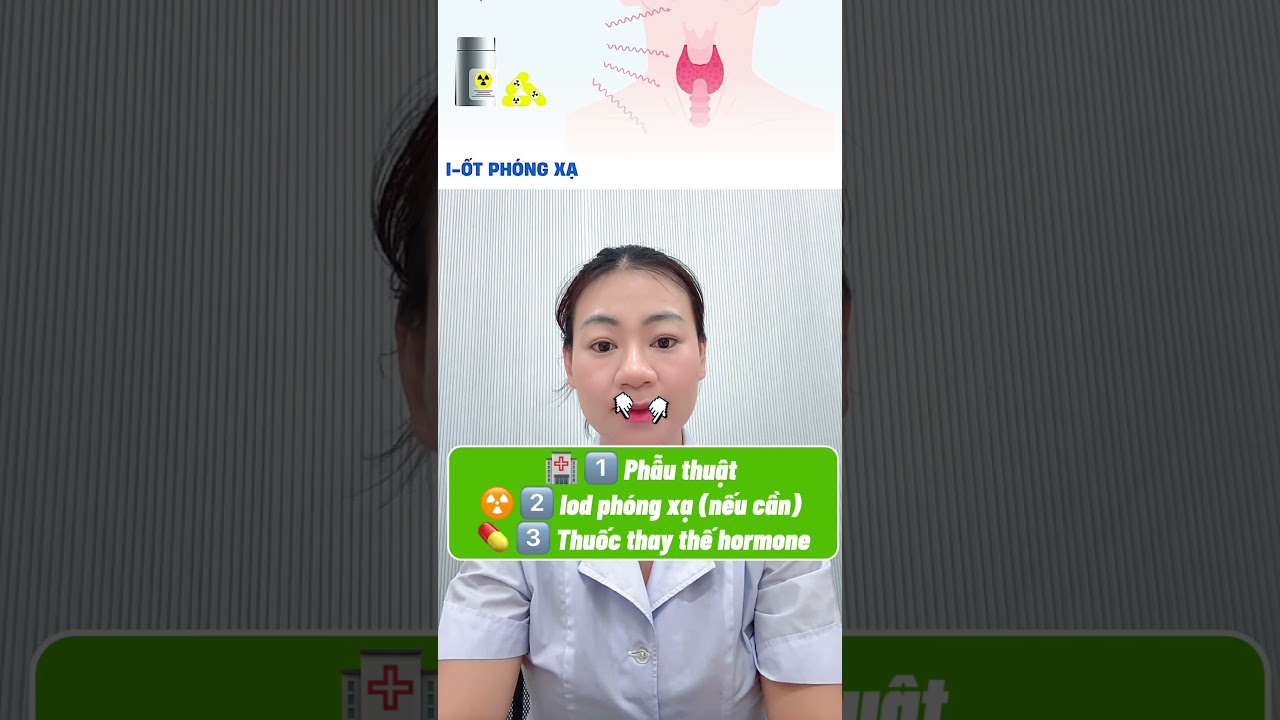 I-ỐT PHÓNG XẠ
1 Phẫu thuật
2 Iod phóng xạ (nếu cần)
3 Thuốc thay thế hormone